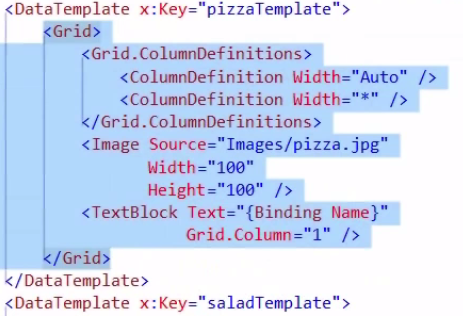 <DataTemplate x:Key="pizzaTemplate">
<Grid>
<Grid.ColumnDefinitions>
<ColumnDefinition Width="Auto" />
<ColumnDefinition Width="*" />
</Grid.ColumnDefinitions>
<Image Source="Images/pizza.jpg"
Width="100"
Height="100" />
<TextBlock Text="{Binding Name}"
Grid.Column="1" />
</Grid>
</DataTemplate>
<DataTemplate x:Key="saladTemplate">